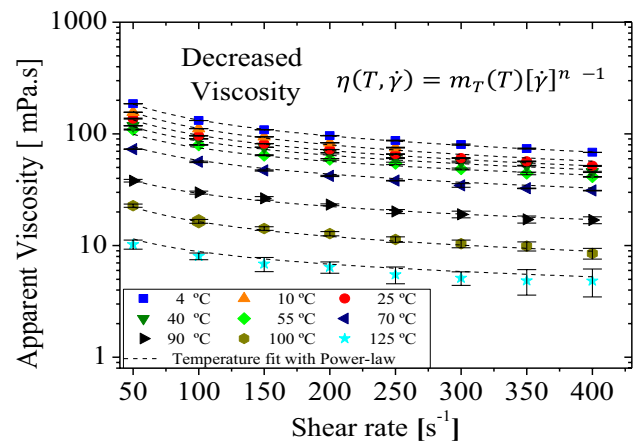 1000
100
10
1
Apparent Viscosity [ mPa.s]
Decreased
Viscosity
η(T, γ̇) = m_T(T)[γ̇]ⁿ ⁻¹
4 ºC 10 ºC 25 ºC
40 ºC 55 ºC 70 ºC
90 ºC 100 ºC 125 ºC
Temperature fit with Power-law
50 100 150 200 250 300 350 400
Shear rate [s⁻¹]